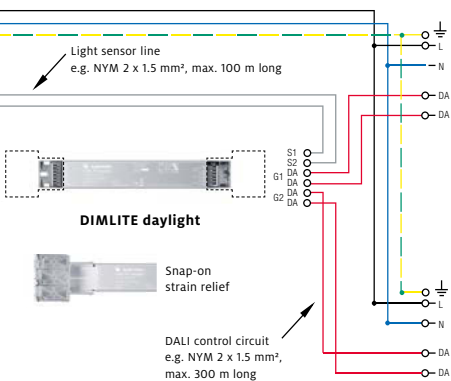 L
Light sensor line
e.g. NYM 2 x 1.5 mm², max. 100 m long
N
DA
DA
S1
S2
G1 DA
DA
G2 DA
DA
DIMLITE daylight
Snap-on
strain relief
L
N
DALI control circuit
e.g. NYM 2 x 1.5 mm²,
max. 300 m long
DA
DA